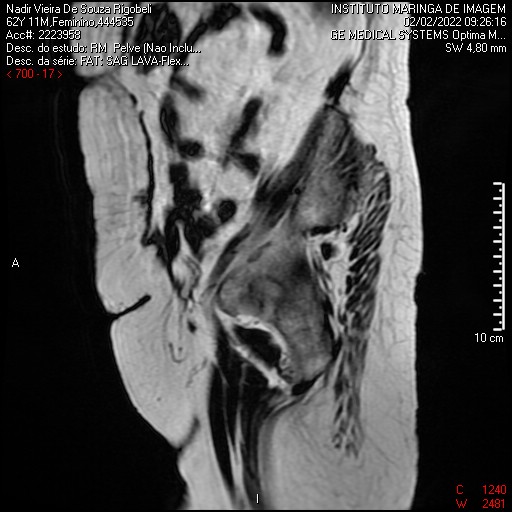 Nadir Vieira De Souza Rigobeli
INSTITUTO MARINGA DE IMAGEM
62Y 11M,Feminino,444535
02/02/2022 09:26:16
Acc#: 2223953
GE MEDICAL SYSTEMS Optima M...
Desc. do estudo: RM Pelve (Nao Inclu...
SW 4,80 mm
Desc. da série: FAT: SAG LAVA-Flex...
< 700 - 17 >
A
10 cm
I
C 1240
W 2481